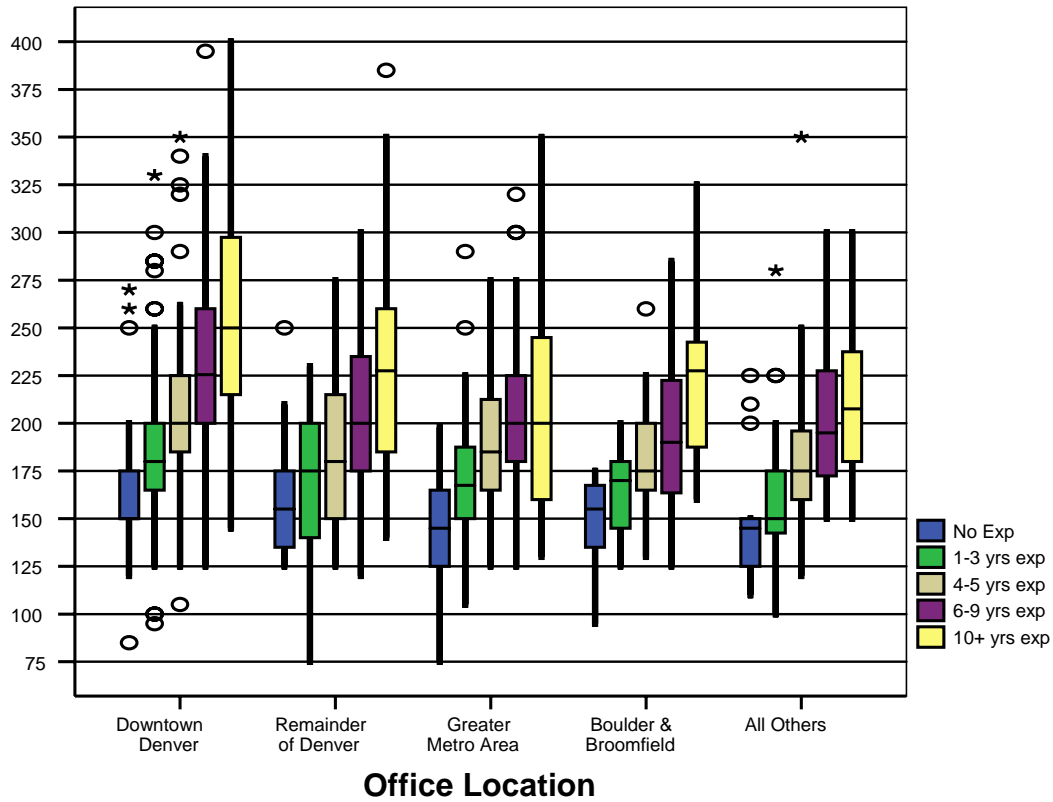 400
375
350
325
300
275
250
225
200
175
150
125
100
75
No Exp
1-3 yrs exp
4-5 yrs exp
6-9 yrs exp
10+ yrs exp
Downtown
Denver
Remainder
of Denver
Greater
Metro Area
Boulder &
Broomfield
All Others
Office Location